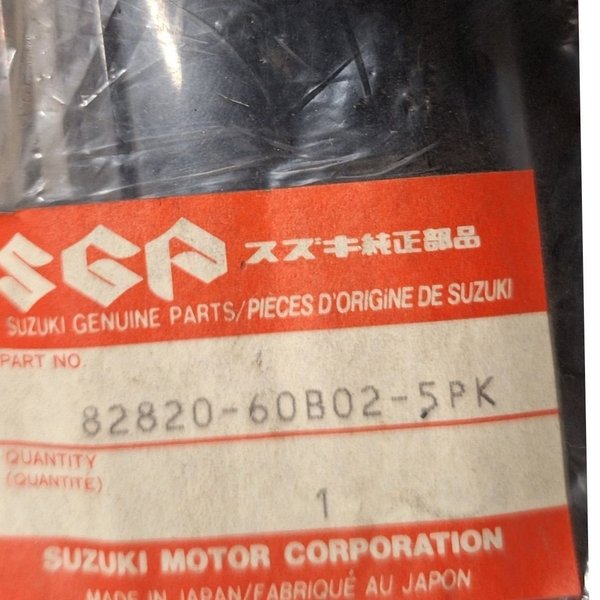 SGP スズキ純正部品
SUZUKI GENUINE PARTS/PIECES D'ORIGINE DE SUZUKI
PART NO.
82820-60B02-5PK
QUANTITY
(QUANTITE)
1
SUZUKI MOTOR CORPORATION
MADE IN JAPAN/FABRIQUÉ AU JAPON